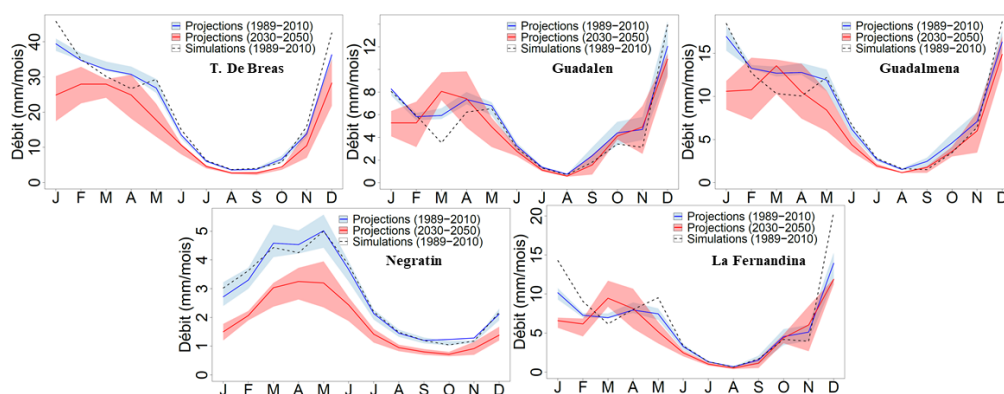 Projections (1989−2010)
Projections (2030−2050)
Simulations (1989−2010)
T. De Breas
Débit (mm/mois)
0 10 20 30 40
J F M A M J J A S O N D
Projections (1989−2010)
Projections (2030−2050)
Simulations (1989−2010)
Guadalen
Débit (mm/mois)
0 2 4 6 8 12
J F M A M J J A S O N D
Projections (1989−2010)
Projections (2030−2050)
Simulations (1989−2010)
Guadalmena
Débit (mm/mois)
0 5 10 15
J F M A M J J A S O N D
Projections (1989−2010)
Projections (2030−2050)
Simulations (1989−2010)
Negratin
Débit (mm/mois)
0 1 2 3 4 5
J F M A M J J A S O N D
Projections (1989−2010)
Projections (2030−2050)
Simulations (1989−2010)
La Fernandina
Débit (mm/mois)
0 5 10 15 20
J F M A M J J A S O N D